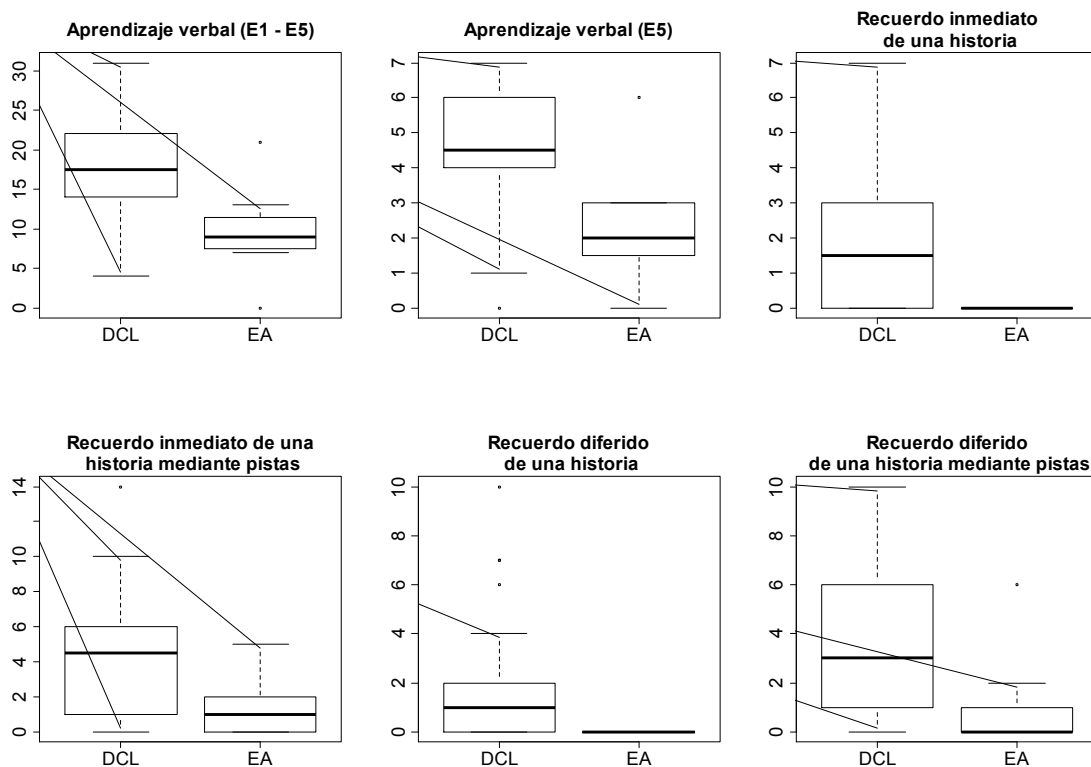 Aprendizaje verbal (E1 - E5)
30
25
20
15
10
5
0
DCL
EA
Aprendizaje verbal (E5)
7
6
5
4
3
2
1
0
DCL
EA
Recuerdo inmediato
de una historia
7
6
5
4
3
2
1
0
DCL
EA
Recuerdo inmediato de una
historia mediante pistas
14
10
8
6
4
2
0
DCL
EA
Recuerdo diferido
de una historia
10
8
6
4
2
0
DCL
EA
Recuerdo diferido
de una historia mediante pistas
10
8
6
4
2
0
DCL
EA